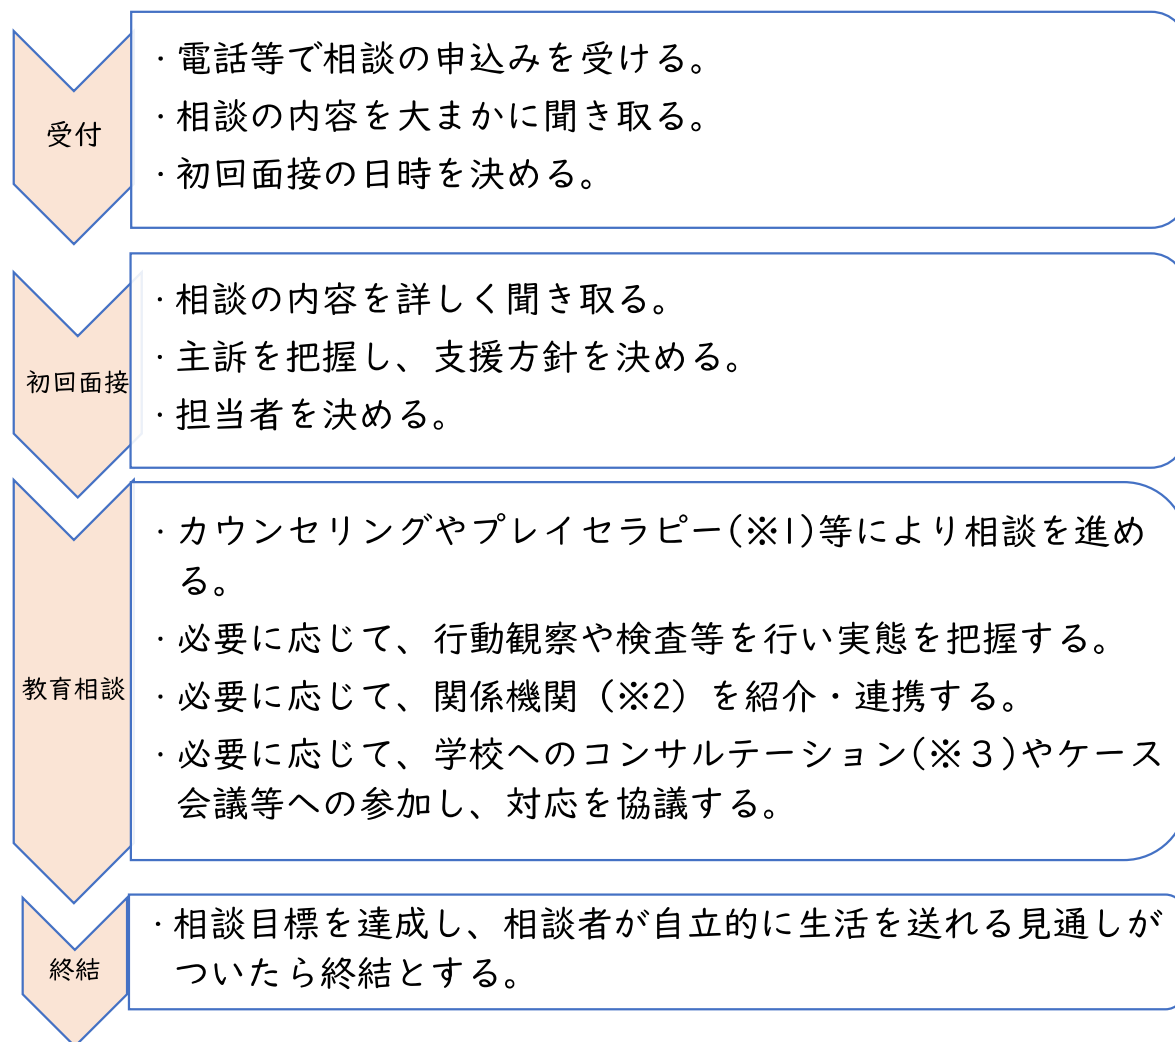 受付
・電話等で相談の申込みを受ける。
・相談の内容を大まかに聞き取る。
・初回面接の日時を決める。
初回面接
・相談の内容を詳しく聞き取る。
・主訴を把握し、支援方針を決める。
・担当者を決める。
教育相談
・カウンセリングやプレイセラピー(※1)等により相談を進め
る。
・必要に応じて、行動観察や検査等を行い実態を把握する。
・必要に応じて、関係機関（※2）を紹介・連携する。
・必要に応じて、学校へのコンサルテーション(※３)やケース
会議等への参加し、対応を協議する。
終結
・相談目標を達成し、相談者が自立的に生活を送れる見通しが
ついたら終結とする。